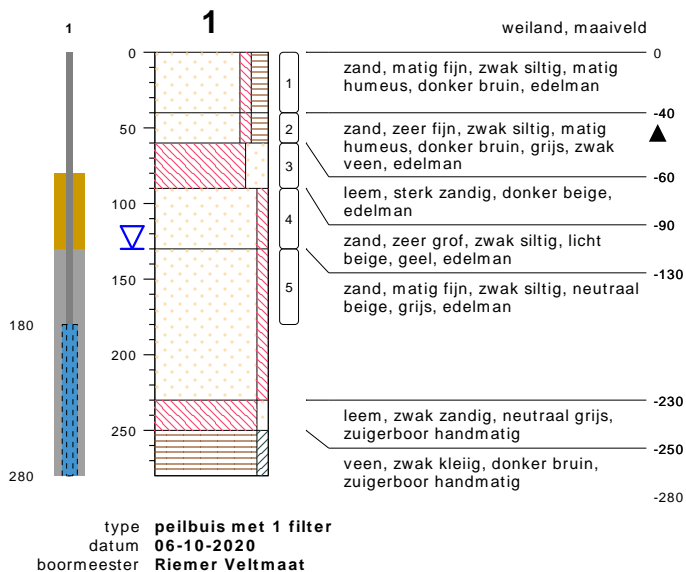 1
1
weiland, maaiveld
0
50
100
150
200
250
180
280
1
2
3
4
5
zand, matig fijn, zwak siltig, matig
humeus, donker bruin, edelman
zand, zeer fijn, zwak siltig, matig
humeus, donker bruin, grijs, zwak
veen, edelman
leem, sterk zandig, donker beige,
edelman
zand, zeer grof, zwak siltig, licht
beige, geel, edelman
zand, matig fijn, zwak siltig, neutraal
beige, grijs, edelman
leem, zwak zandig, neutraal grijs,
zuigerboor handmatig
veen, zwak kleiig, donker bruin,
zuigerboor handmatig
0
-40
-60
-90
-130
-230
-250
-280
type peilbuis met 1 filter
datum 06-10-2020
boormeester Riemer Veltmaat